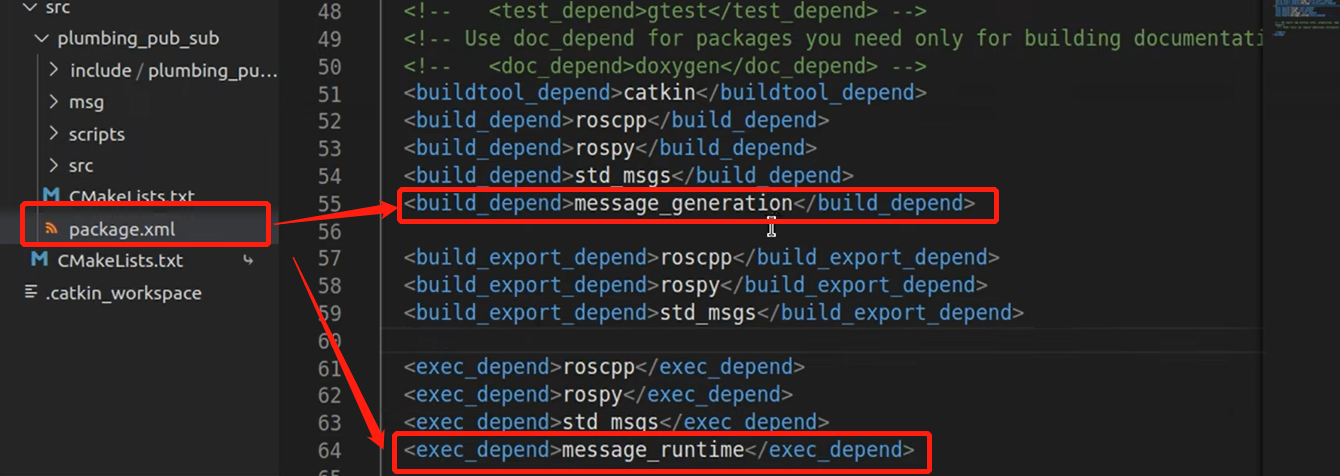 src
plumbing_pub_sub
include / plumbing_pu...
msg
scripts
src
CMakeLists.txt
package.xml
CMakeLists.txt
.catkin_workspace
48 <!--   <test_depend>gtest</test_depend> -->
49 <!-- Use doc_depend for packages you need only for building documentati
50 <!--   <doc_depend>doxygen</doc_depend> -->
51 <buildtool_depend>catkin</buildtool_depend>
52 <build_depend>roscpp</build_depend>
53 <build_depend>rospy</build_depend>
54 <build_depend>std_msgs</build_depend>
55 <build_depend>message_generation</build_depend>
56
57 <build_export_depend>roscpp</build_export_depend>
58 <build_export_depend>rospy</build_export_depend>
59 <build_export_depend>std_msgs</build_export_depend>
60
61 <exec_depend>roscpp</exec_depend>
62 <exec_depend>rospy</exec_depend>
63 <exec_depend>std_msgs</exec_depend>
64 <exec_depend>message_runtime</exec_depend>
65